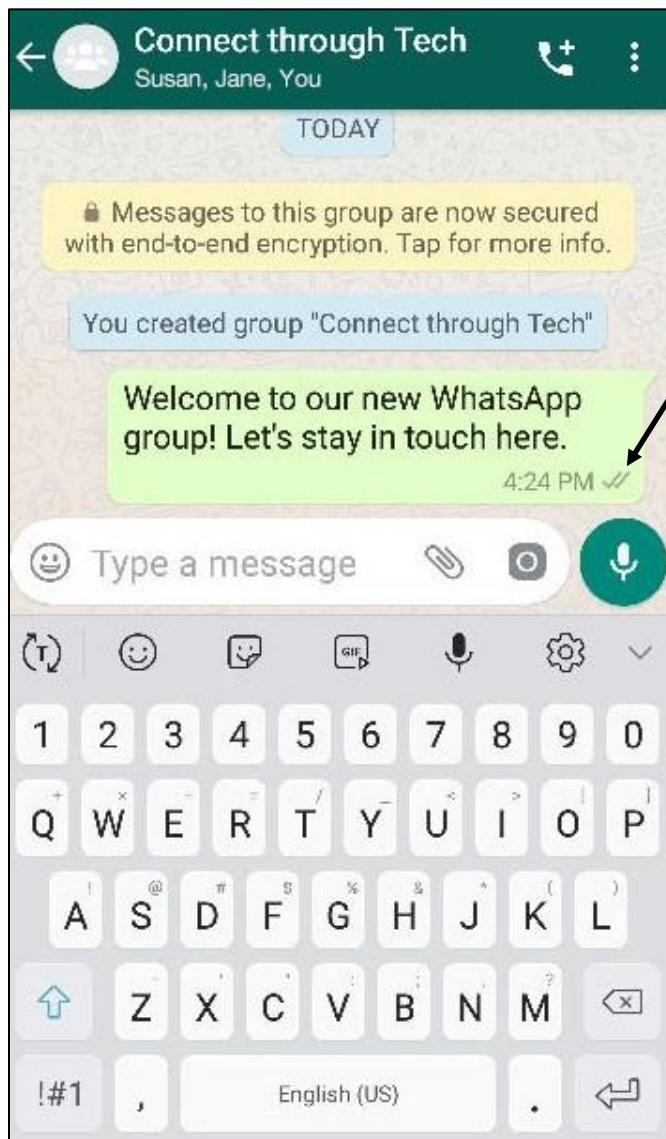 Connect through Tech
Susan, Jane, You
TODAY
Messages to this group are now secured
with end-to-end encryption. Tap for more info.
You created group "Connect through Tech"
Welcome to our new WhatsApp
group! Let's stay in touch here.
4:24 PM
Type a message
T GIF
1 2 3 4 5 6 7 8 9 0
Q W E R T Y U I O P
A S D F G H J K L
Z X C V B N M
!#1 , English (US) .